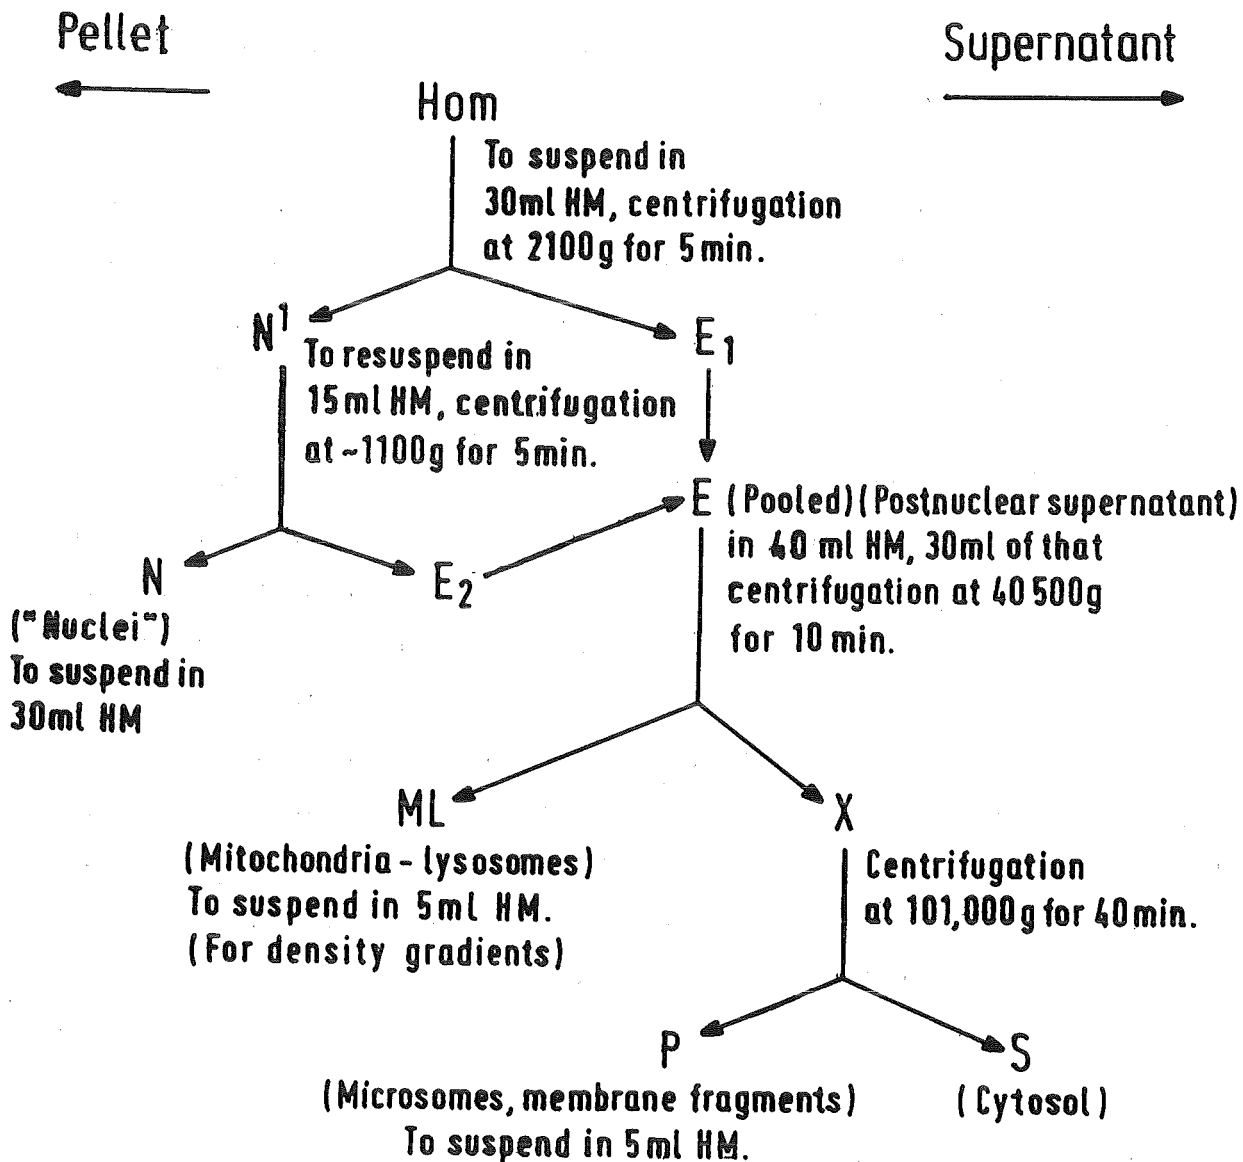 Pellet
Supernatant
Hom
To suspend in
30ml HM, centrifugation
at 2100g for 5min.
N¹
E₁
To resuspend in
15ml HM, centrifugation
at ~1100g for 5min.
E (Pooled) (Postnuclear supernatant)
in 40 ml HM, 30ml of that
centrifugation at 40500g
for 10 min.
N
E₂
("Nuclei")
To suspend in
30ml HM
ML
X
(Mitochondria - lysosomes)
To suspend in 5ml HM.
(For density gradients)
Centrifugation
at 101,000g for 40min.
P
S
(Microsomes, membrane fragments)
To suspend in 5ml HM.
(Cytosol)